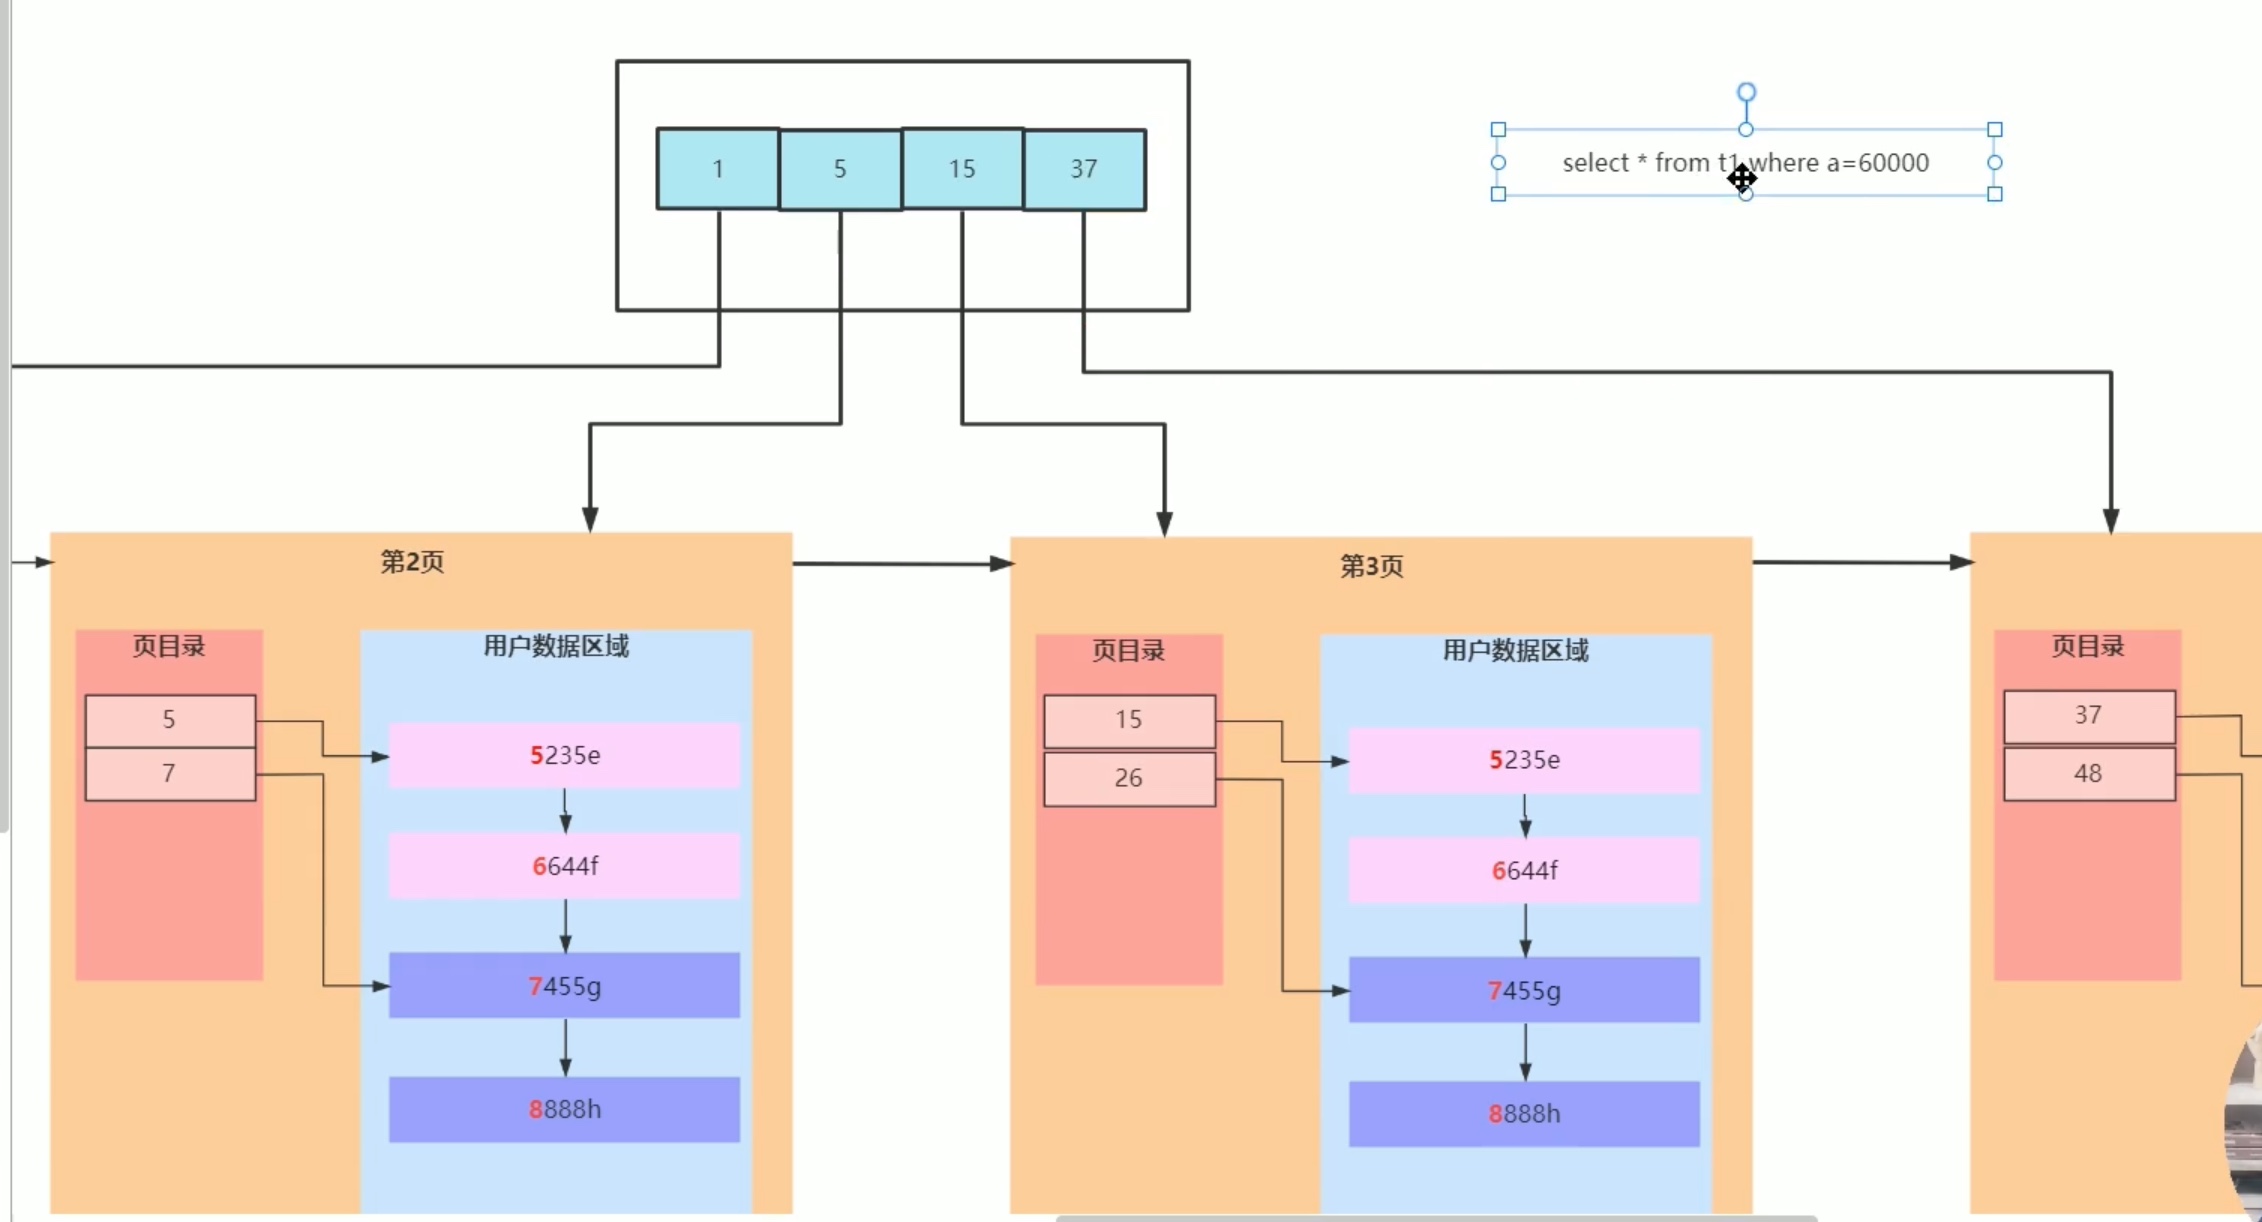 1
5
15
37
select * from t1 where a=60000
第2页
页目录
5
7
用户数据区域
5235e
6644f
7455g
8888h
第3页
页目录
15
26
用户数据区域
5235e
6644f
7455g
8888h
页目录
37
48